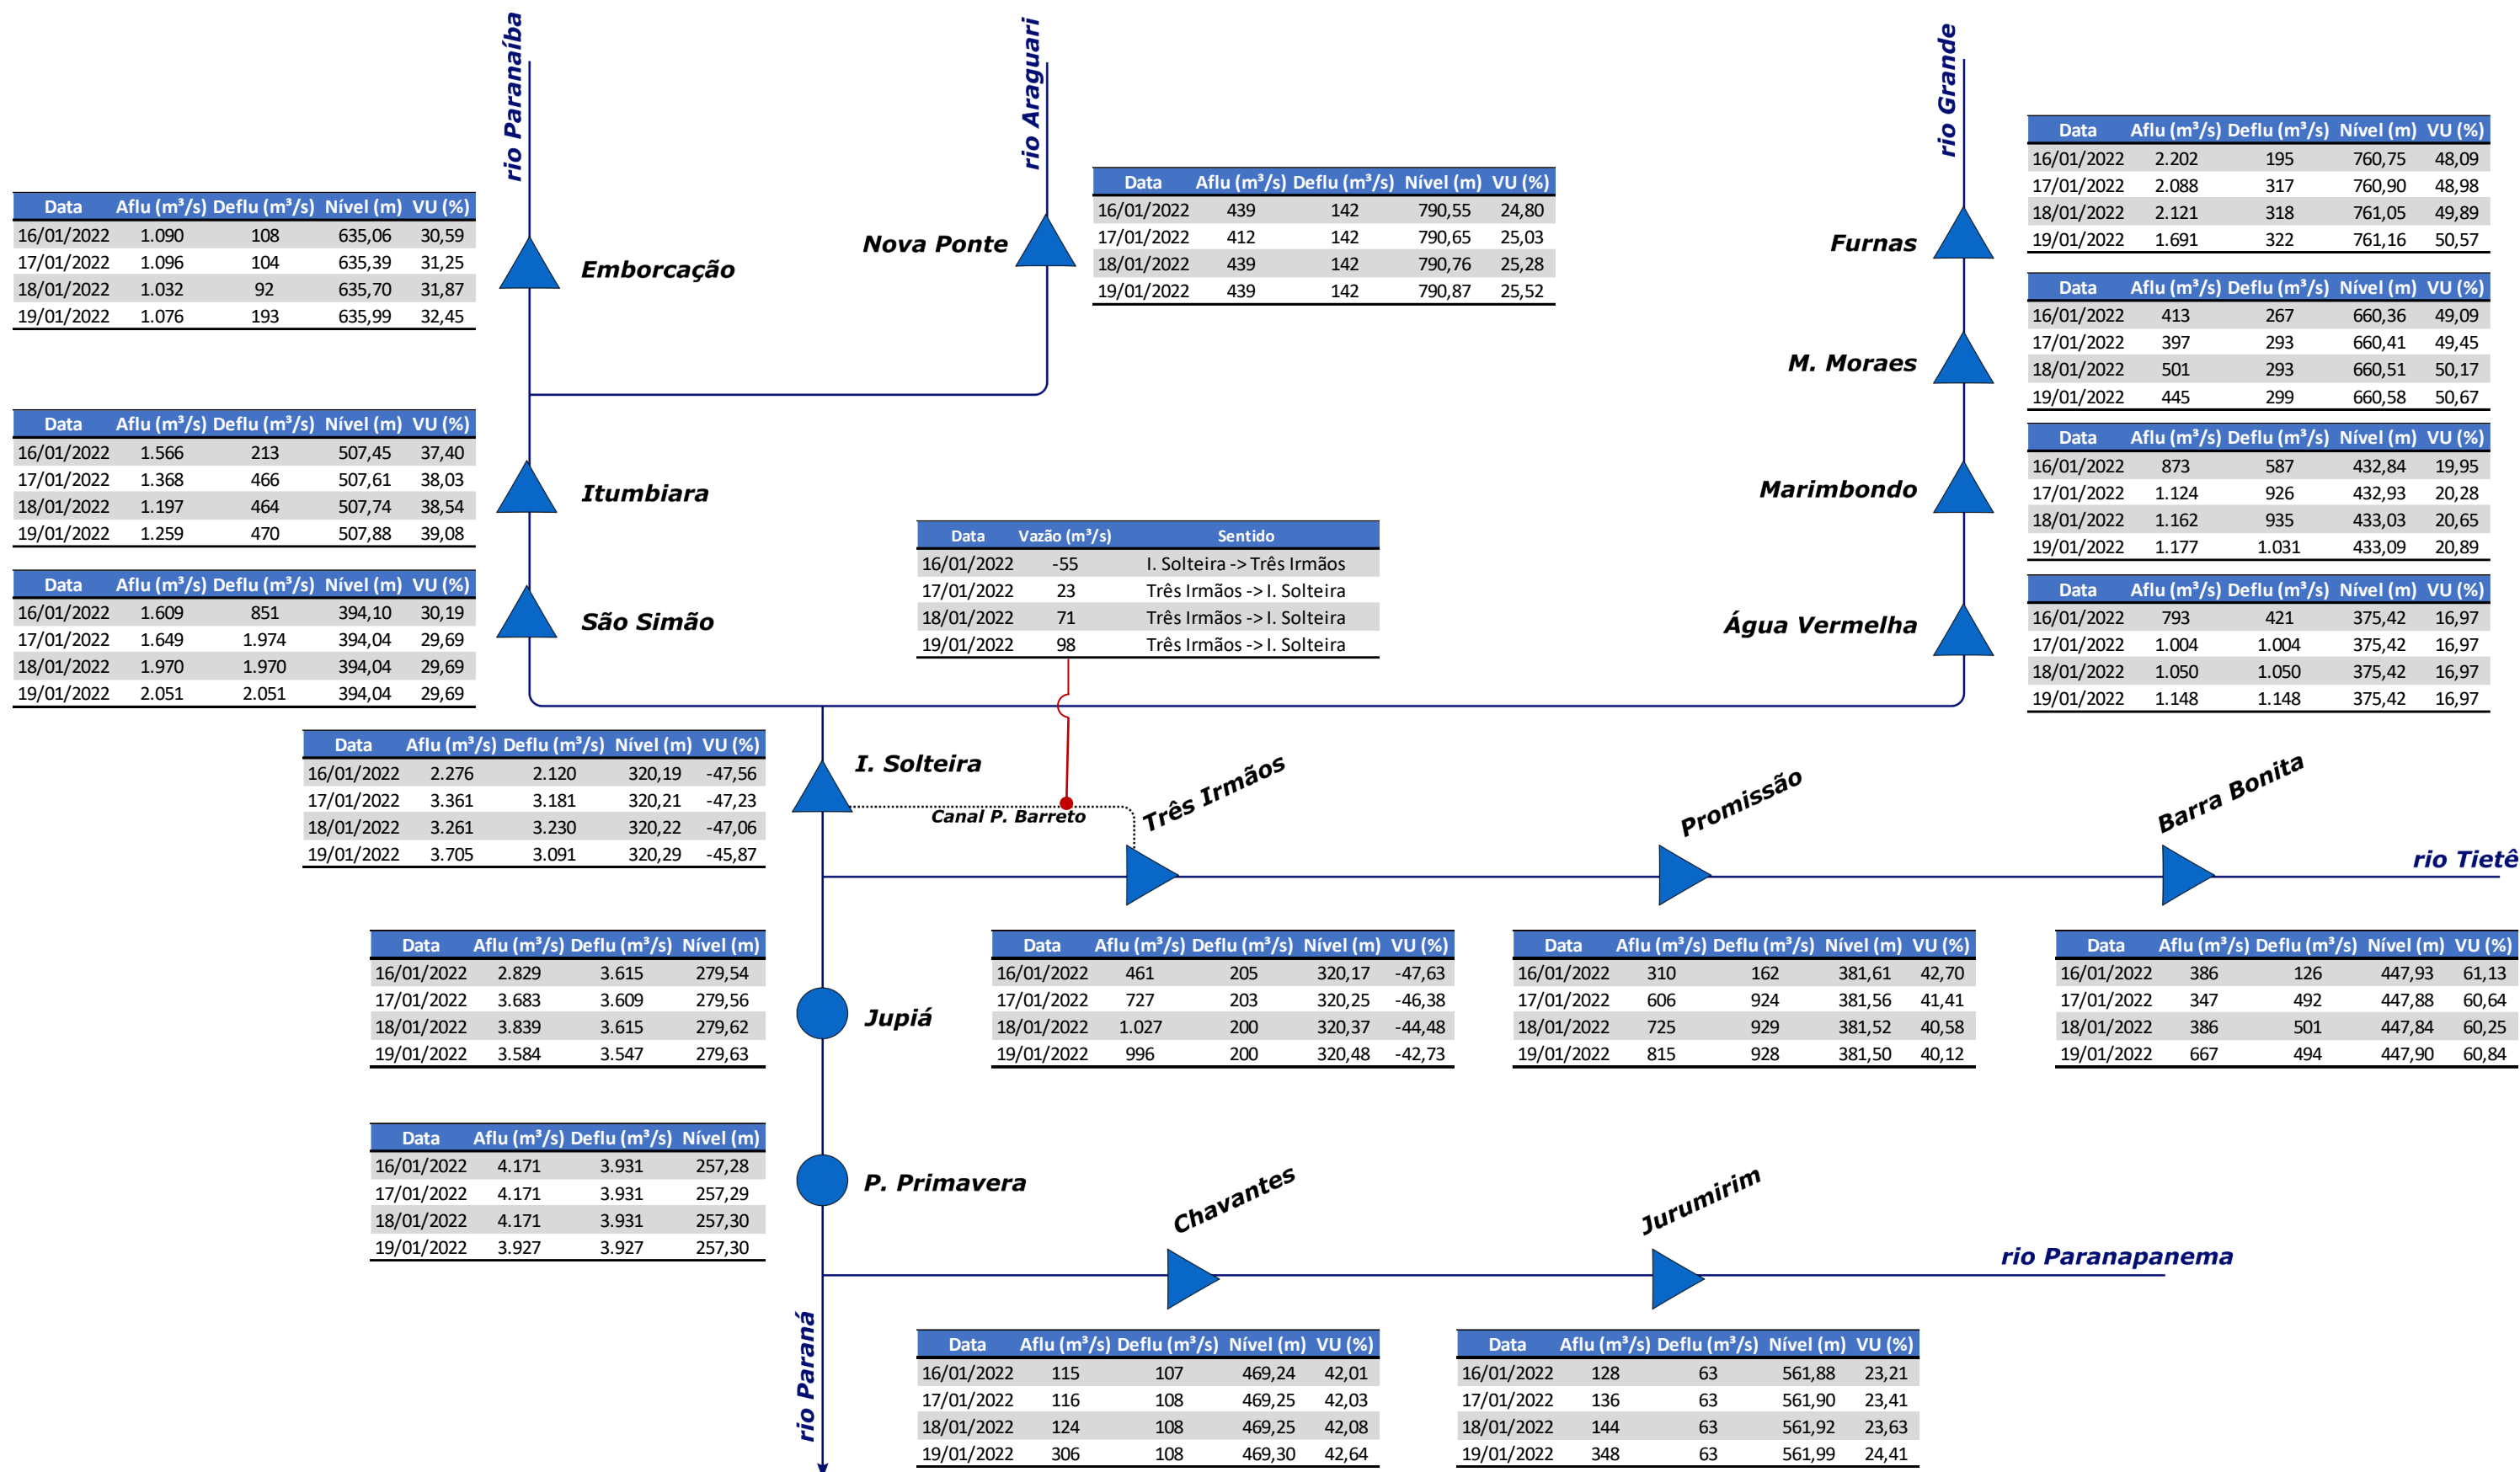 rio Paranaíba
rio Araguari
rio Grande
Data Aflu (m³/s) Deflu (m³/s) Nível (m) VU (%)
16/01/2022 2.202 195 760,75 48,09
17/01/2022 2.088 317 760,90 48,98
18/01/2022 2.121 318 761,05 49,89
19/01/2022 1.691 322 761,16 50,57
Furnas
Data Aflu (m³/s) Deflu (m³/s) Nível (m) VU (%)
16/01/2022 439 142 790,55 24,80
17/01/2022 412 142 790,65 25,03
18/01/2022 439 142 790,76 25,28
19/01/2022 439 142 790,87 25,52
Nova Ponte
Data Aflu (m³/s) Deflu (m³/s) Nível (m) VU (%)
16/01/2022 1.090 108 635,06 30,59
17/01/2022 1.096 104 635,39 31,25
18/01/2022 1.032 92 635,70 31,87
19/01/2022 1.076 193 635,99 32,45
Emborcação
Data Aflu (m³/s) Deflu (m³/s) Nível (m) VU (%)
16/01/2022 413 267 660,36 49,09
17/01/2022 397 293 660,41 49,45
18/01/2022 501 293 660,51 50,17
19/01/2022 445 299 660,58 50,67
M. Moraes
Data Aflu (m³/s) Deflu (m³/s) Nível (m) VU (%)
16/01/2022 1.566 213 507,45 37,40
17/01/2022 1.368 466 507,61 38,03
18/01/2022 1.197 464 507,74 38,54
19/01/2022 1.259 470 507,88 39,08
Itumbiara
Data Aflu (m³/s) Deflu (m³/s) Nível (m) VU (%)
16/01/2022 873 587 432,84 19,95
17/01/2022 1.124 926 432,93 20,28
18/01/2022 1.162 935 433,03 20,65
19/01/2022 1.177 1.031 433,09 20,89
Marimbondo
Data Vazão (m³/s) Sentido
16/01/2022 -55 I. Solteira -> Três Irmãos
17/01/2022 23 Três Irmãos -> I. Solteira
18/01/2022 71 Três Irmãos -> I. Solteira
19/01/2022 98 Três Irmãos -> I. Solteira
Data Aflu (m³/s) Deflu (m³/s) Nível (m) VU (%)
16/01/2022 1.609 851 394,10 30,19
17/01/2022 1.649 1.974 394,04 29,69
18/01/2022 1.970 1.970 394,04 29,69
19/01/2022 2.051 2.051 394,04 29,69
São Simão
Data Aflu (m³/s) Deflu (m³/s) Nível (m) VU (%)
16/01/2022 793 421 375,42 16,97
17/01/2022 1.004 1.004 375,42 16,97
18/01/2022 1.050 1.050 375,42 16,97
19/01/2022 1.148 1.148 375,42 16,97
Água Vermelha
Data Aflu (m³/s) Deflu (m³/s) Nível (m) VU (%)
16/01/2022 2.276 2.120 320,19 -47,56
17/01/2022 3.361 3.181 320,21 -47,23
18/01/2022 3.261 3.230 320,22 -47,06
19/01/2022 3.705 3.091 320,29 -45,87
I. Solteira
Canal P. Barreto
Três Irmãos
Promissão
Barra Bonita
rio Tietê
Data Aflu (m³/s) Deflu (m³/s) Nível (m)
16/01/2022 2.829 3.615 279,54
17/01/2022 3.683 3.609 279,56
18/01/2022 3.839 3.615 279,62
19/01/2022 3.584 3.547 279,63
Jupiá
Data Aflu (m³/s) Deflu (m³/s) Nível (m) VU (%)
16/01/2022 461 205 320,17 -47,63
17/01/2022 727 203 320,25 -46,38
18/01/2022 1.027 200 320,37 -44,48
19/01/2022 996 200 320,48 -42,73
Data Aflu (m³/s) Deflu (m³/s) Nível (m) VU (%)
16/01/2022 310 162 381,61 42,70
17/01/2022 606 924 381,56 41,41
18/01/2022 725 929 381,52 40,58
19/01/2022 815 928 381,50 40,12
Data Aflu (m³/s) Deflu (m³/s) Nível (m) VU (%)
16/01/2022 386 126 447,93 61,13
17/01/2022 347 492 447,88 60,64
18/01/2022 386 501 447,84 60,25
19/01/2022 667 494 447,90 60,84
Data Aflu (m³/s) Deflu (m³/s) Nível (m)
16/01/2022 4.171 3.931 257,28
17/01/2022 4.171 3.931 257,29
18/01/2022 4.171 3.931 257,30
19/01/2022 3.927 3.927 257,30
P. Primavera
Chavantes
Jurumirim
rio Paranapanema
rio Paraná
Data Aflu (m³/s) Deflu (m³/s) Nível (m) VU (%)
16/01/2022 115 107 469,24 42,01
17/01/2022 116 108 469,25 42,03
18/01/2022 124 108 469,25 42,08
19/01/2022 306 108 469,30 42,64
Data Aflu (m³/s) Deflu (m³/s) Nível (m) VU (%)
16/01/2022 128 63 561,88 23,21
17/01/2022 136 63 561,90 23,41
18/01/2022 144 63 561,92 23,63
19/01/2022 348 63 561,99 24,41